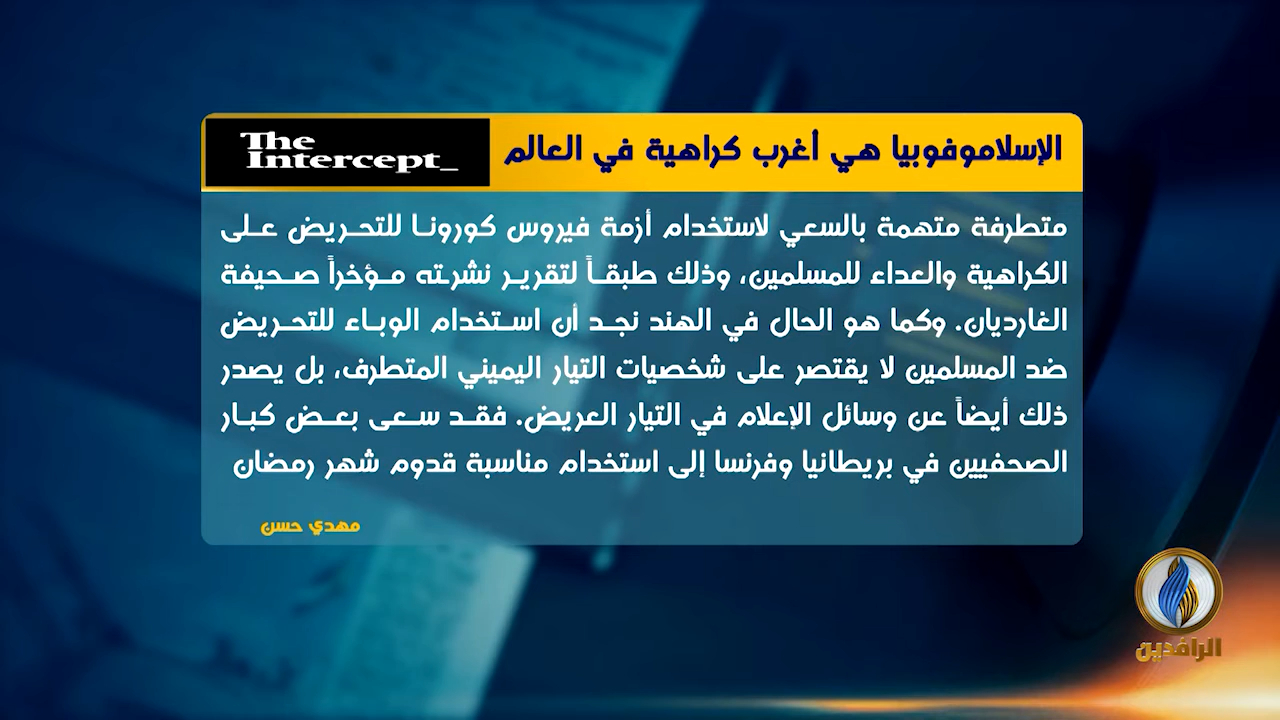 الإسلاموفوبيا هي أغرب كراهية في العالم
The
Intercept_
متطرفة متهمة بالسعي لاستخدام أزمة فيروس كورونا للتحريض على
الكراهية والعداء للمسلمين، وذلك طبقاً لتقرير نشرته مؤخراً صحيفة
الغارديان. وكما هو الحال في الهند نجد أن استخدام الوباء للتحريض
ضد المسلمين لا يقتصر على شخصيات التيار اليميني المتطرف، بل يصدر
ذلك أيضاً عن وسائل الإعلام في التيار العريض. فقد سعى بعض كبار
الصحفيين في بريطانيا وفرنسا إلى استخدام مناسبة قدوم شهر رمضان
مهدي حسن
الرافدين